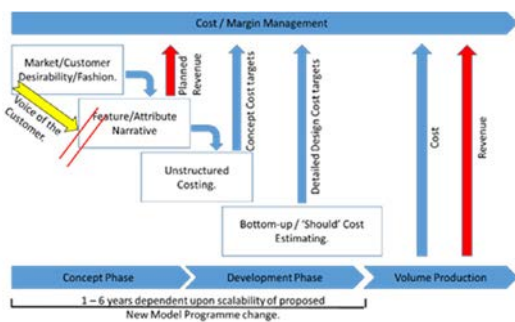 Cost / Margin Management
Market/Customer
Desirability/Fashion.
Voice of the
Customer.
Feature/Attribute
Narrative
Planned
Revenue
Unstructured
Costing.
Concept Cost targets
Bottom-up / 'Should' Cost
Estimating.
Detailed Design Cost targets
Cost
Revenue
Concept Phase
Development Phase
Volume Production
1 – 6 years dependent upon scalability of proposed
New Model Programme change.